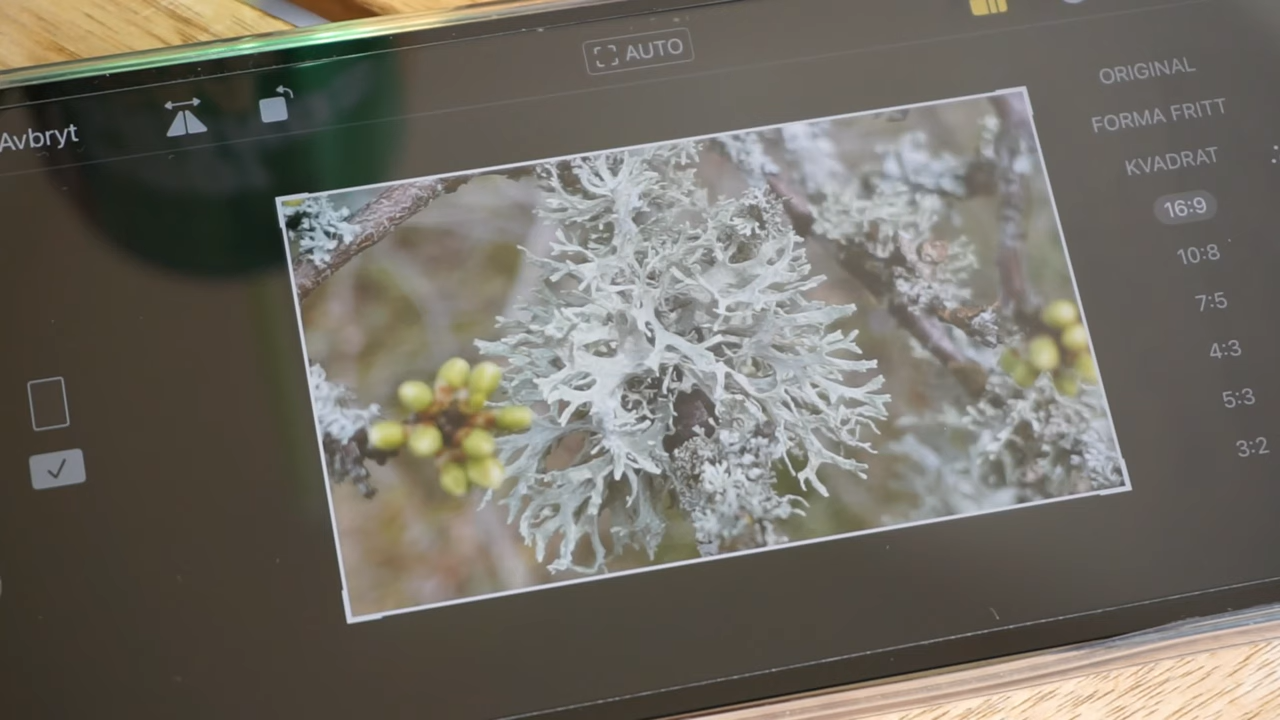 AUTO
Avbryt
ORIGINAL
FORMA FRITT
KVADRAT
16:9
10:8
7:5
4:3
5:3
3:2